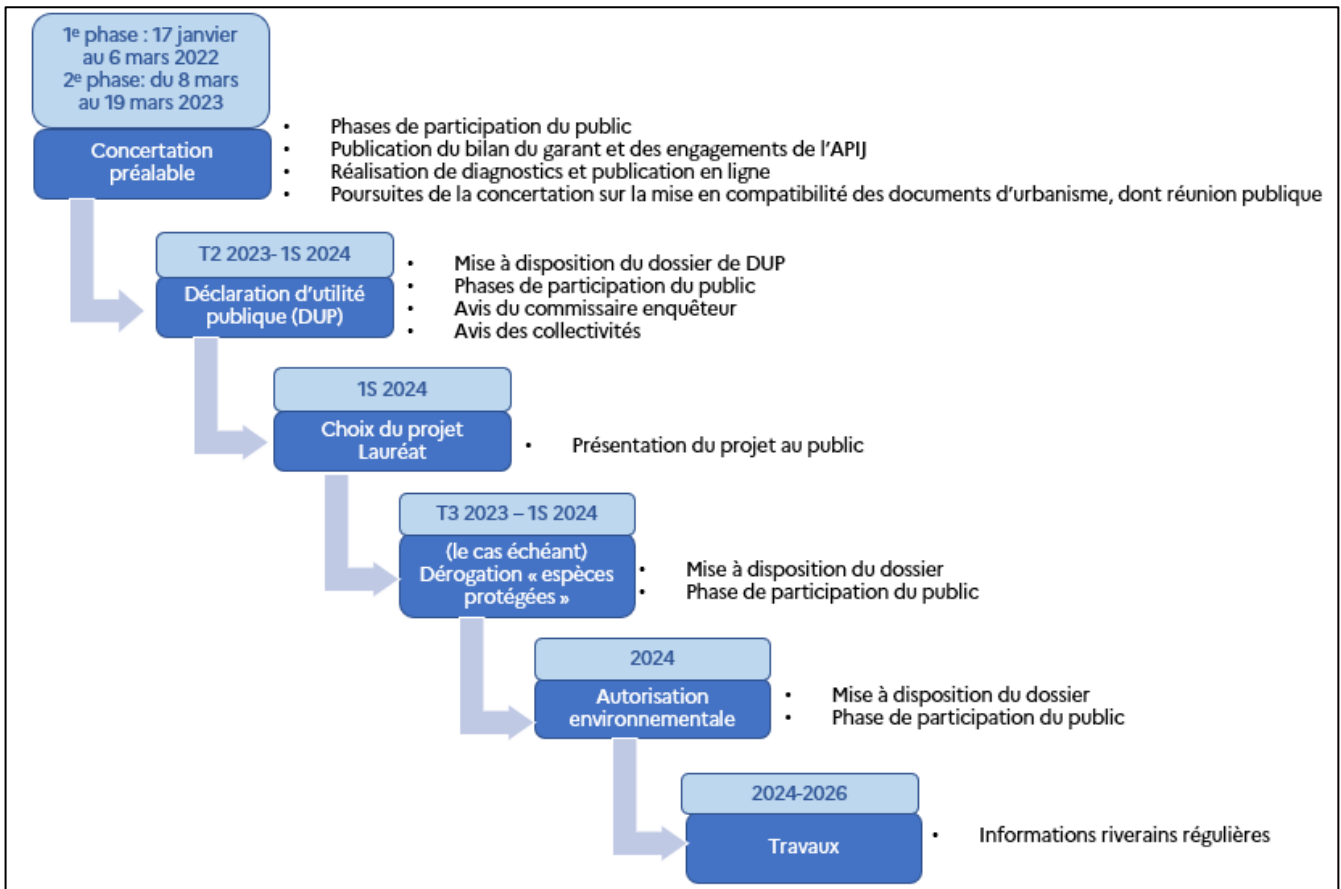 1e phase : 17 janvier
au 6 mars 2022
2e phase: du 8 mars
au 19 mars 2023
Concertation
préalable
• Phases de participation du public
• Publication du bilan du garant et des engagements de l'APIJ
• Réalisation de diagnostics et publication en ligne
• Poursuites de la concertation sur la mise en compatibilité des documents d'urbanisme, dont réunion publique
T2 2023- 1S 2024
Déclaration d'utilité
publique (DUP)
• Mise à disposition du dossier de DUP
• Phases de participation du public
• Avis du commissaire enquêteur
• Avis des collectivités
1S 2024
Choix du projet
Lauréat
• Présentation du projet au public
T3 2023 – 1S 2024
(le cas échéant)
Dérogation « espèces
protégées »
• Mise à disposition du dossier
• Phase de participation du public
2024
Autorisation
environnementale
• Mise à disposition du dossier
• Phase de participation du public
2024-2026
Travaux
• Informations riverains régulières